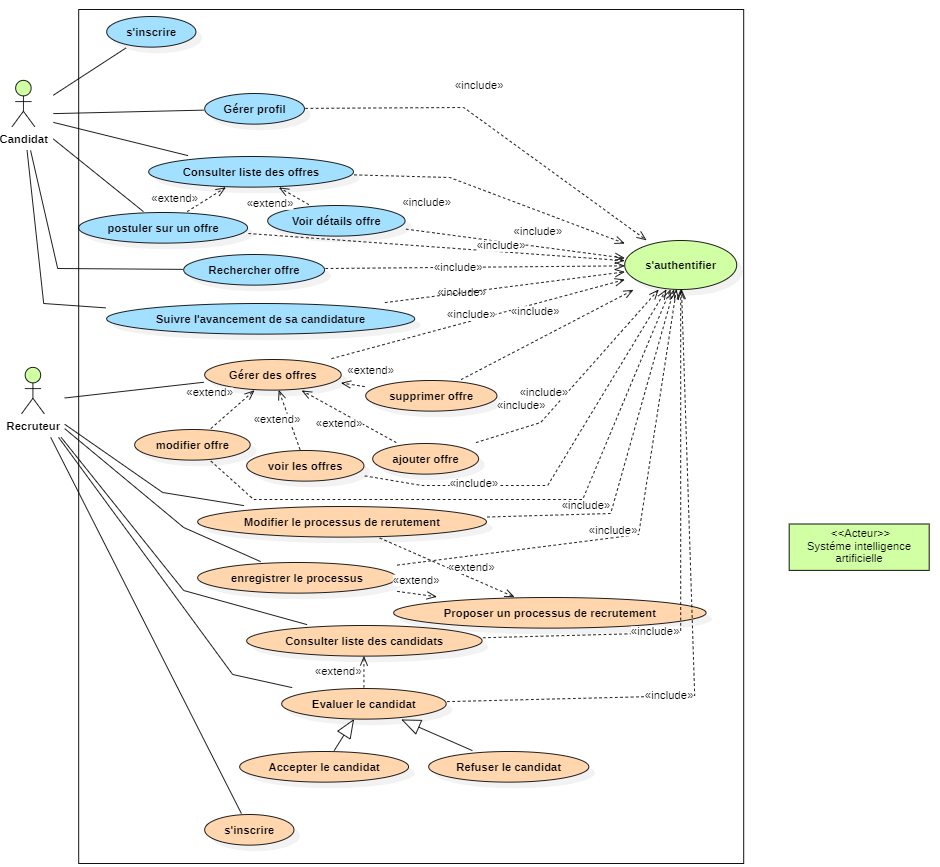 s'inscrire
«include»
Gérer profil
Candidat
Consulter liste des offres
«extend»
«extend»
«include»
postuler sur un offre
Voir détails offre
«include»
«include»
s'authentifier
Rechercher offre
«include»
«include»
Suivre l'avancement de sa candidature
«include»
«include»
Gérer des offres
«extend»
«extend»
supprimer offre
«include»
«include»
Recruteur
«extend»
«extend»
modifier offre
voir les offres
ajouter offre
«include»
«include»
Modifier le processus de rerutement
«include»
<<Acteur>>
Systéme intelligence
artificielle
«extend»
enregistrer le processus
«extend»
Proposer un processus de recrutement
«include»
Consulter liste des candidats
«extend»
«include»
Evaluer le candidat
Accepter le candidat
Refuser le candidat
s'inscrire